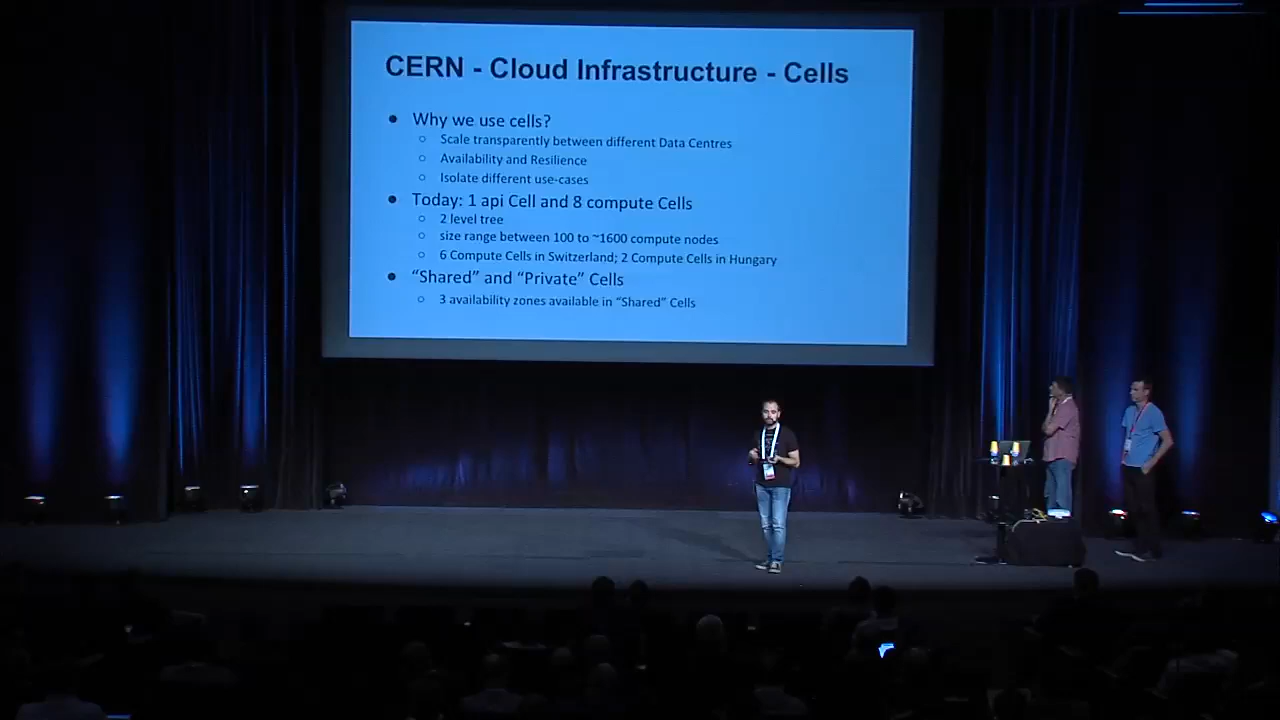 CERN - Cloud Infrastructure - Cells
● Why we use cells?
○ Scale transparently between different Data Centres
○ Availability and Resilience
○ Isolate different use-cases
● Today: 1 api Cell and 8 compute Cells
○ 2 level tree
○ size range between 100 to ~1600 compute nodes
○ 6 Compute Cells in Switzerland; 2 Compute Cells in Hungary
● “Shared” and “Private” Cells
○ 3 availability zones available in “Shared” Cells